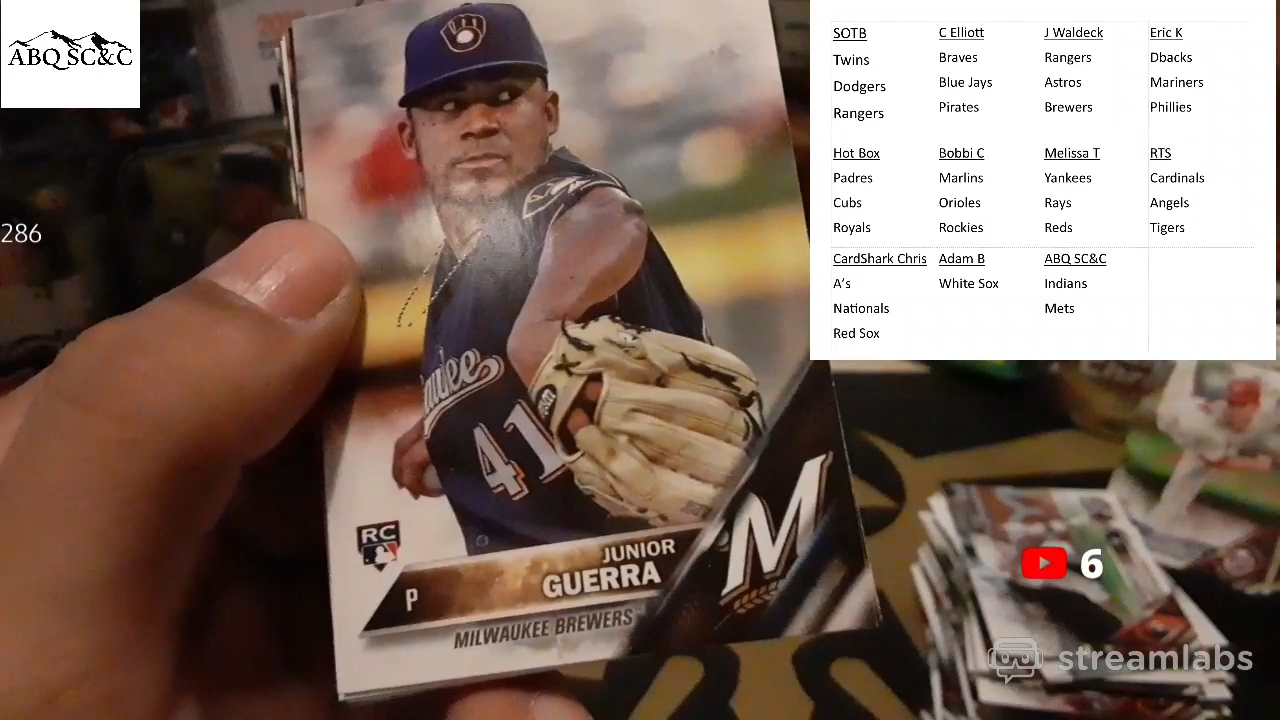 ABQ SC&C
286
SOTB
Twins
Dodgers
Rangers
C Elliott
Braves
Blue Jays
Pirates
J Waldeck
Rangers
Astros
Brewers
Eric K
Dbacks
Mariners
Phillies
Hot Box
Padres
Cubs
Royals
Bobbi C
Marlins
Orioles
Rockies
Melissa T
Yankees
Rays
Reds
RTS
Cardinals
Angels
Tigers
CardShark Chris
A's
Nationals
Red Sox
Adam B
White Sox
ABQ SC&C
Indians
Mets
41
RC
JUNIOR
GUERRA
P
M
MILWAUKEE BREWERS
6
streamlabs